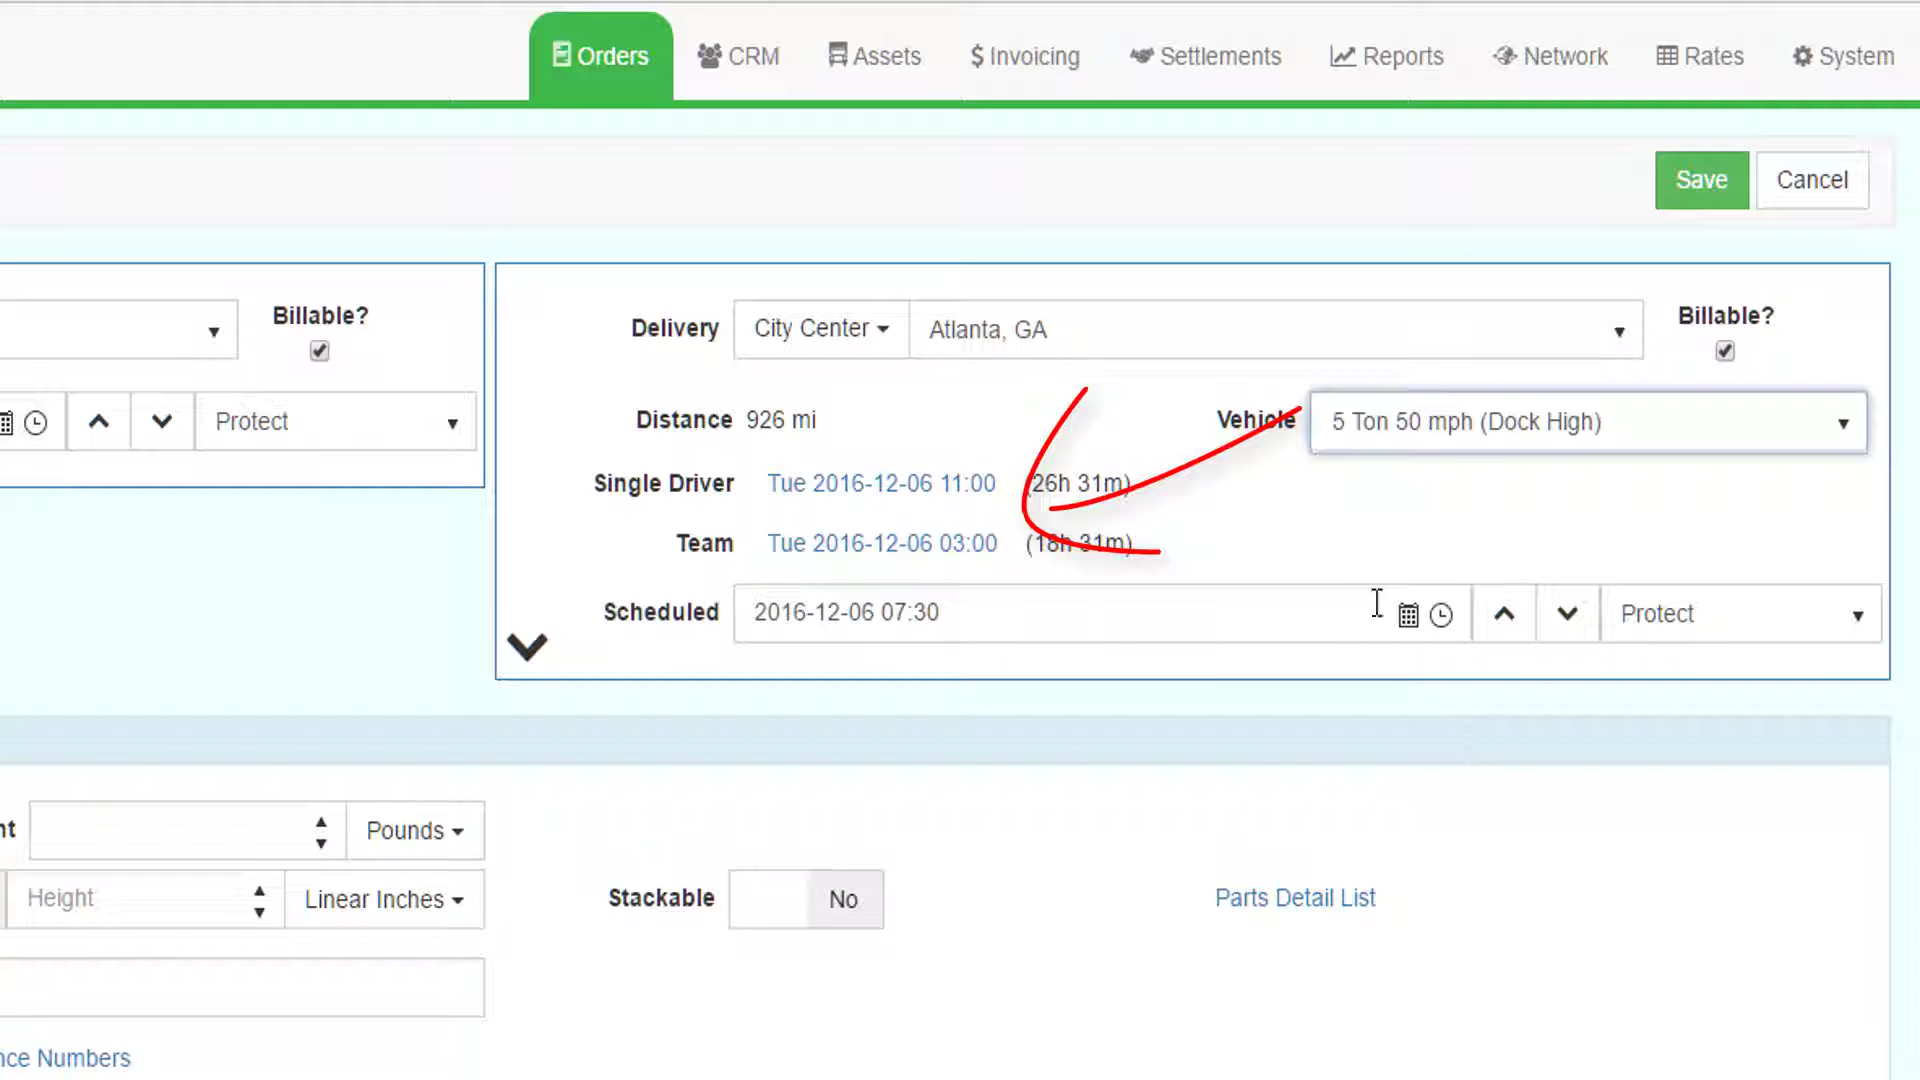 Orders CRM Assets $ Invoicing Settlements Reports Network Rates System
Save Cancel
Billable?
Delivery City Center Atlanta, GA Billable?
Protect
Distance 926 mi Vehicle 5 Ton 50 mph (Dock High)
Single Driver Tue 2016-12-06 11:00 (26h 31m)
Team Tue 2016-12-06 03:00 (18h 31m)
Scheduled 2016-12-06 07:30 Protect
nt Pounds
Height Linear Inches Stackable No Parts Detail List
nce Numbers